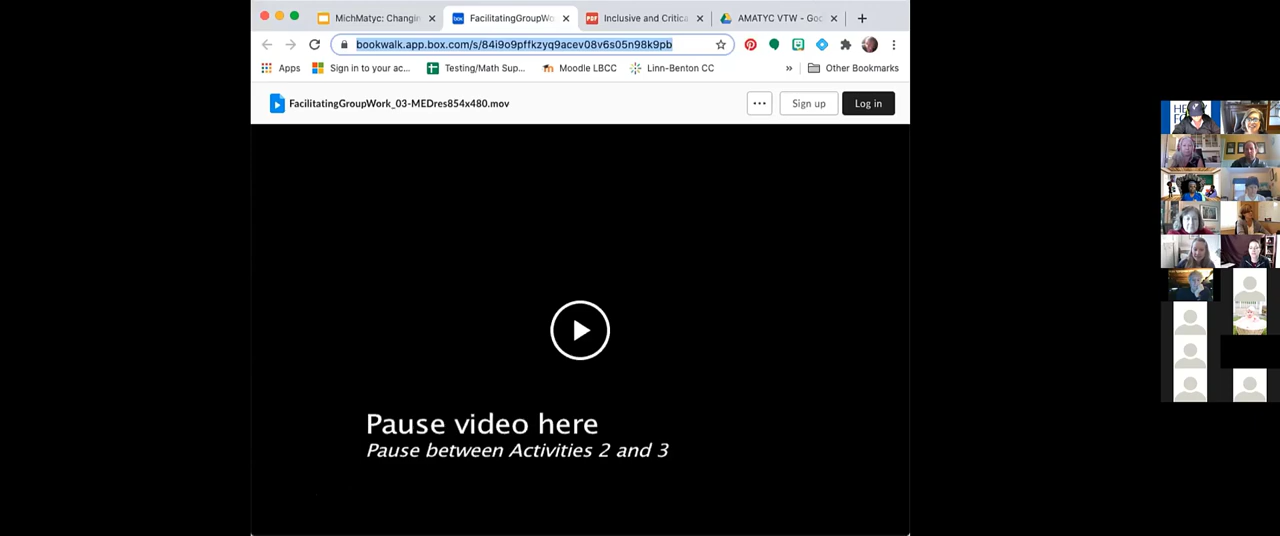 MichMatyc: Changin
FacilitatingGroupWo
Inclusive and Critica
AMATYC VTW - Goo
bookwalk.app.box.com/s/84i9o9pffkzyq9acev08v6s05n98k9pb
Apps
Sign in to your ac...
Testing/Math Sup...
Moodle LBCC
Linn-Benton CC
»
Other Bookmarks
FacilitatingGroupWork_03-MEDres854x480.mov
Sign up
Log in
Pause video here
Pause between Activities 2 and 3